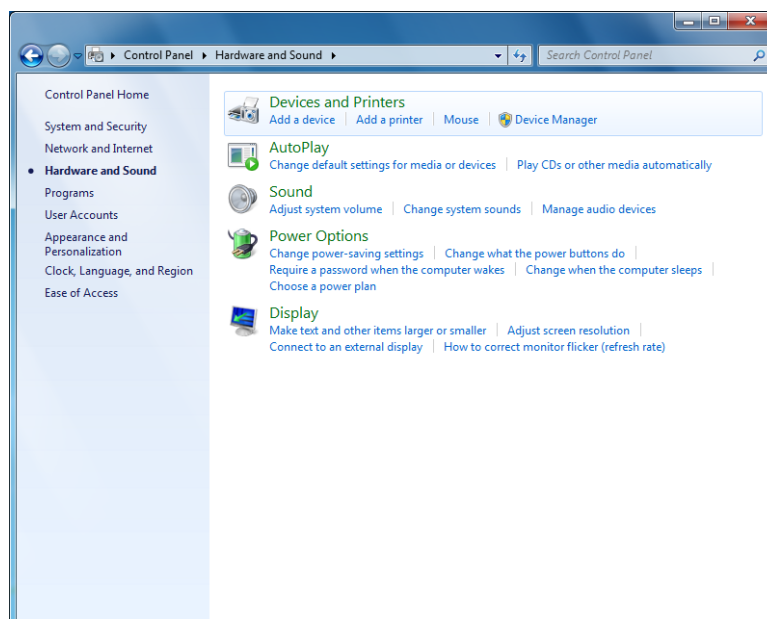 Control Panel Hardware and Sound
Search Control Panel
Control Panel Home
System and Security
Network and Internet
Hardware and Sound
Programs
User Accounts
Appearance and
Personalization
Clock, Language, and Region
Ease of Access
Devices and Printers
Add a device Add a printer Mouse Device Manager
AutoPlay
Change default settings for media or devices Play CDs or other media automatically
Sound
Adjust system volume Change system sounds Manage audio devices
Power Options
Change power-saving settings Change what the power buttons do
Require a password when the computer wakes Change when the computer sleeps
Choose a power plan
Display
Make text and other items larger or smaller Adjust screen resolution
Connect to an external display How to correct monitor flicker (refresh rate)